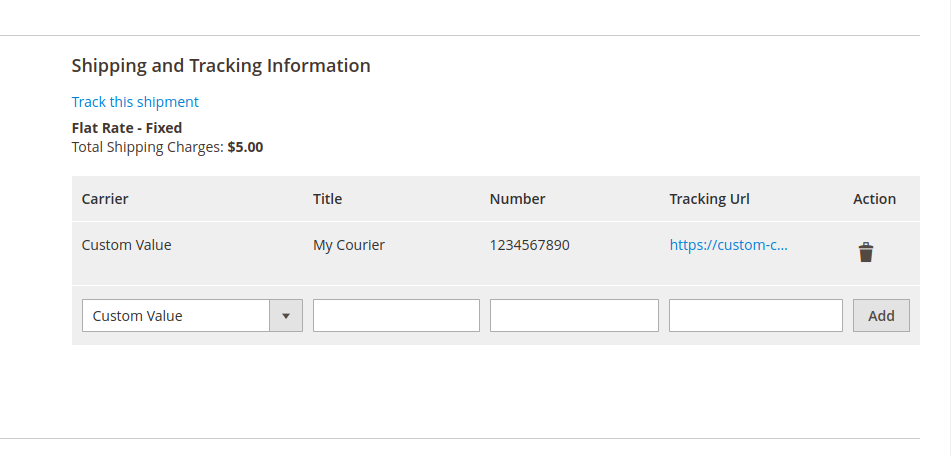 Shipping and Tracking Information
Track this shipment
Flat Rate - Fixed
Total Shipping Charges: $5.00
Carrier Title Number Tracking Url Action
Custom Value My Courier 1234567890 https://custom-c...
Custom Value Add